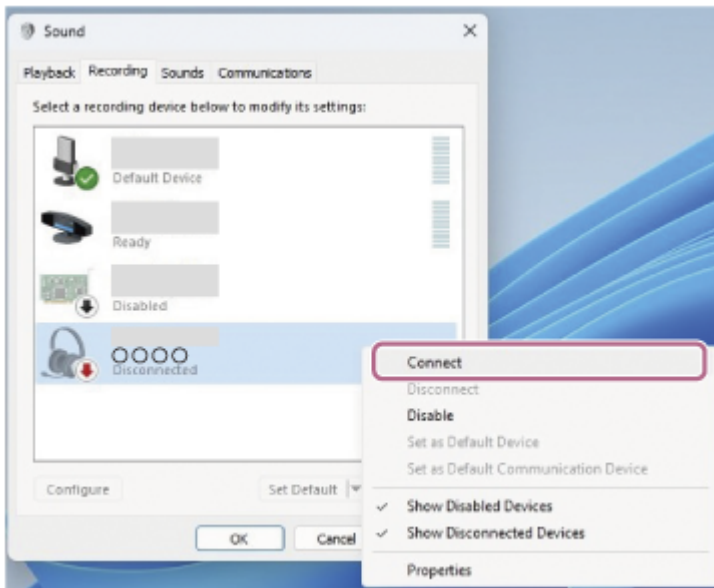 Sound
Playback Recording Sounds Communications
Select a recording device below to modify its settings:
Default Device
Ready
Disabled
OOOO
Disconnected
Configure
Set Default
OK
Cancel
Connect
Disconnect
Disable
Set as Default Device
Set as Default Communication Device
Show Disabled Devices
Show Disconnected Devices
Properties